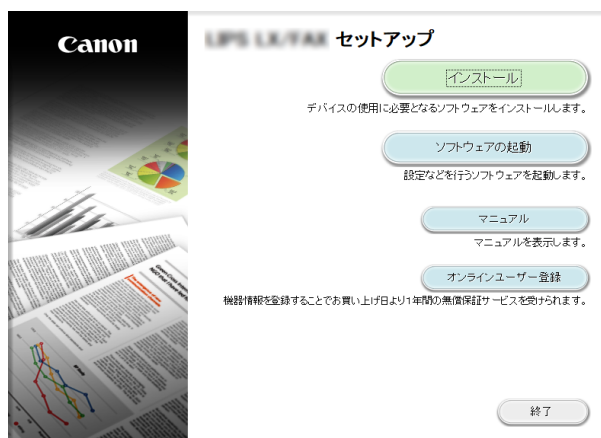 Canon
LIPS LX/FAX セットアップ
インストール
デバイスの使用に必要となるソフトウェアをインストールします。
ソフトウェアの起動
設定などを行うソフトウェアを起動します。
マニュアル
マニュアルを表示します。
オンラインユーザー登録
機器情報を登録することでお買い上げ日より1年間の無償保証サービスを受けられます。
終了